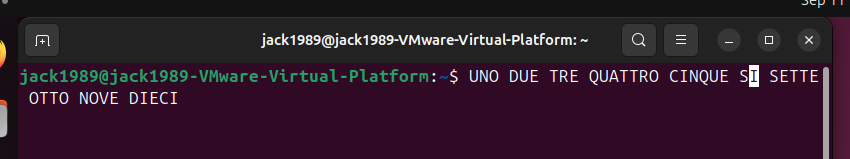 Sep 11
jack1989@jack1989-VMware-Virtual-Platform: ~
jack1989@jack1989-VMware-Virtual-Platform:~$ UNO DUE TRE QUATTRO CINQUE SI SETTE
OTTO NOVE DIECI